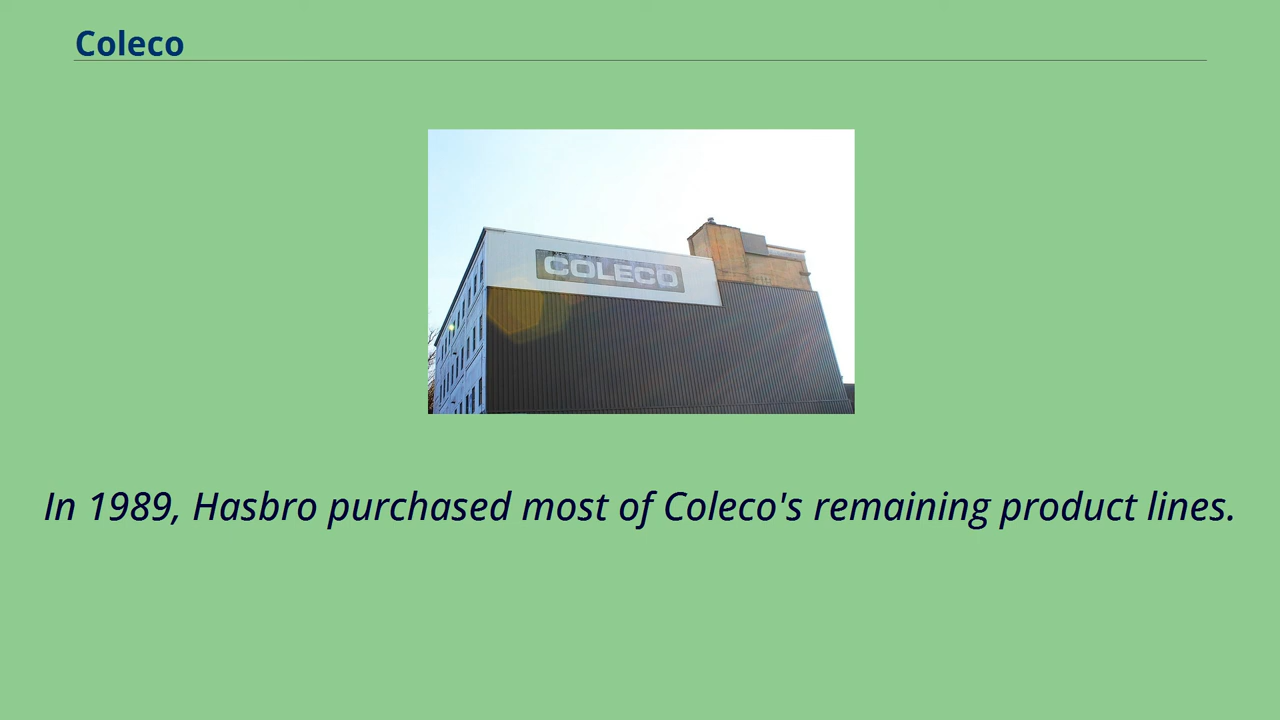 Coleco
COLECO
In 1989, Hasbro purchased most of Coleco's remaining product lines.